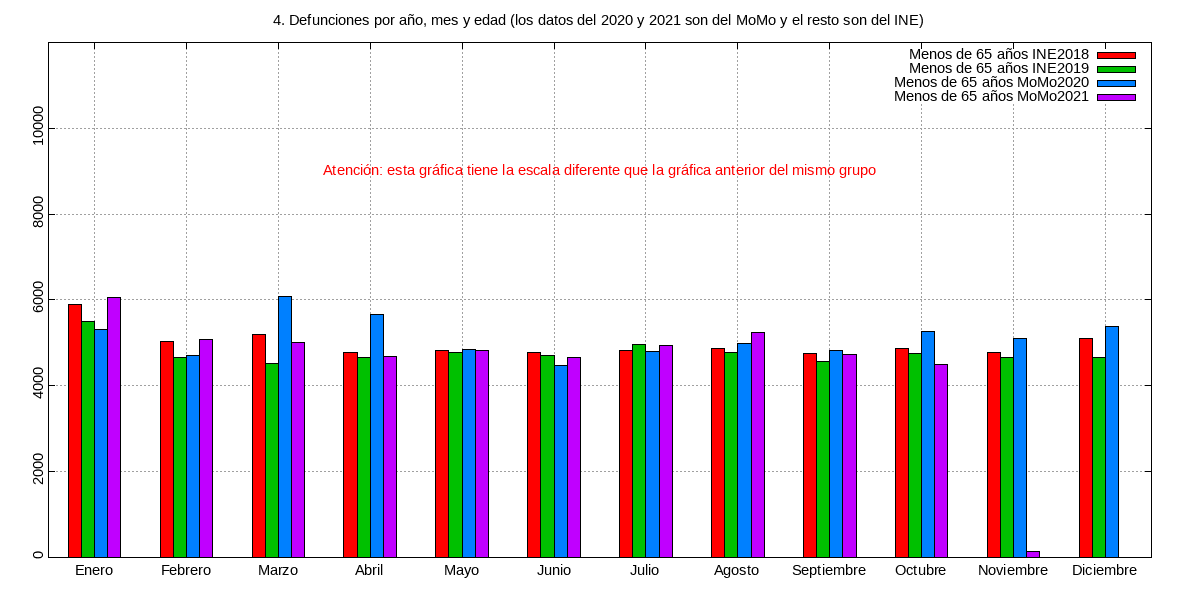 4. Defunciones por año, mes y edad (los datos del 2020 y 2021 son del MoMo y el resto son del INE)
Menos de 65 años INE2018
Menos de 65 años INE2019
Menos de 65 años MoMo2020
Menos de 65 años MoMo2021
Atención: esta gráfica tiene la escala diferente que la gráfica anterior del mismo grupo
10000
8000
6000
4000
2000
0
Enero Febrero Marzo Abril Mayo Junio Julio Agosto Septiembre Octubre Noviembre Diciembre